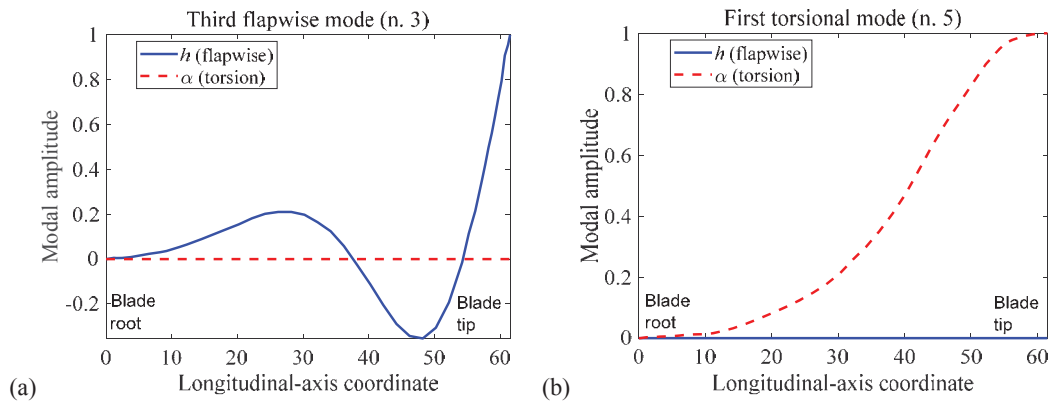 Third flapwise mode (n. 3)
1
0.8
0.6
0.4
0.2
0
-0.2
Modal amplitude
h (flapwise)
α (torsion)
Blade
root
Blade
tip
0 10 20 30 40 50 60
Longitudinal-axis coordinate
(a)
First torsional mode (n. 5)
1
0.8
0.6
0.4
0.2
0
Modal amplitude
h (flapwise)
α (torsion)
Blade
root
Blade
tip
0 10 20 30 40 50 60
Longitudinal-axis coordinate
(b)